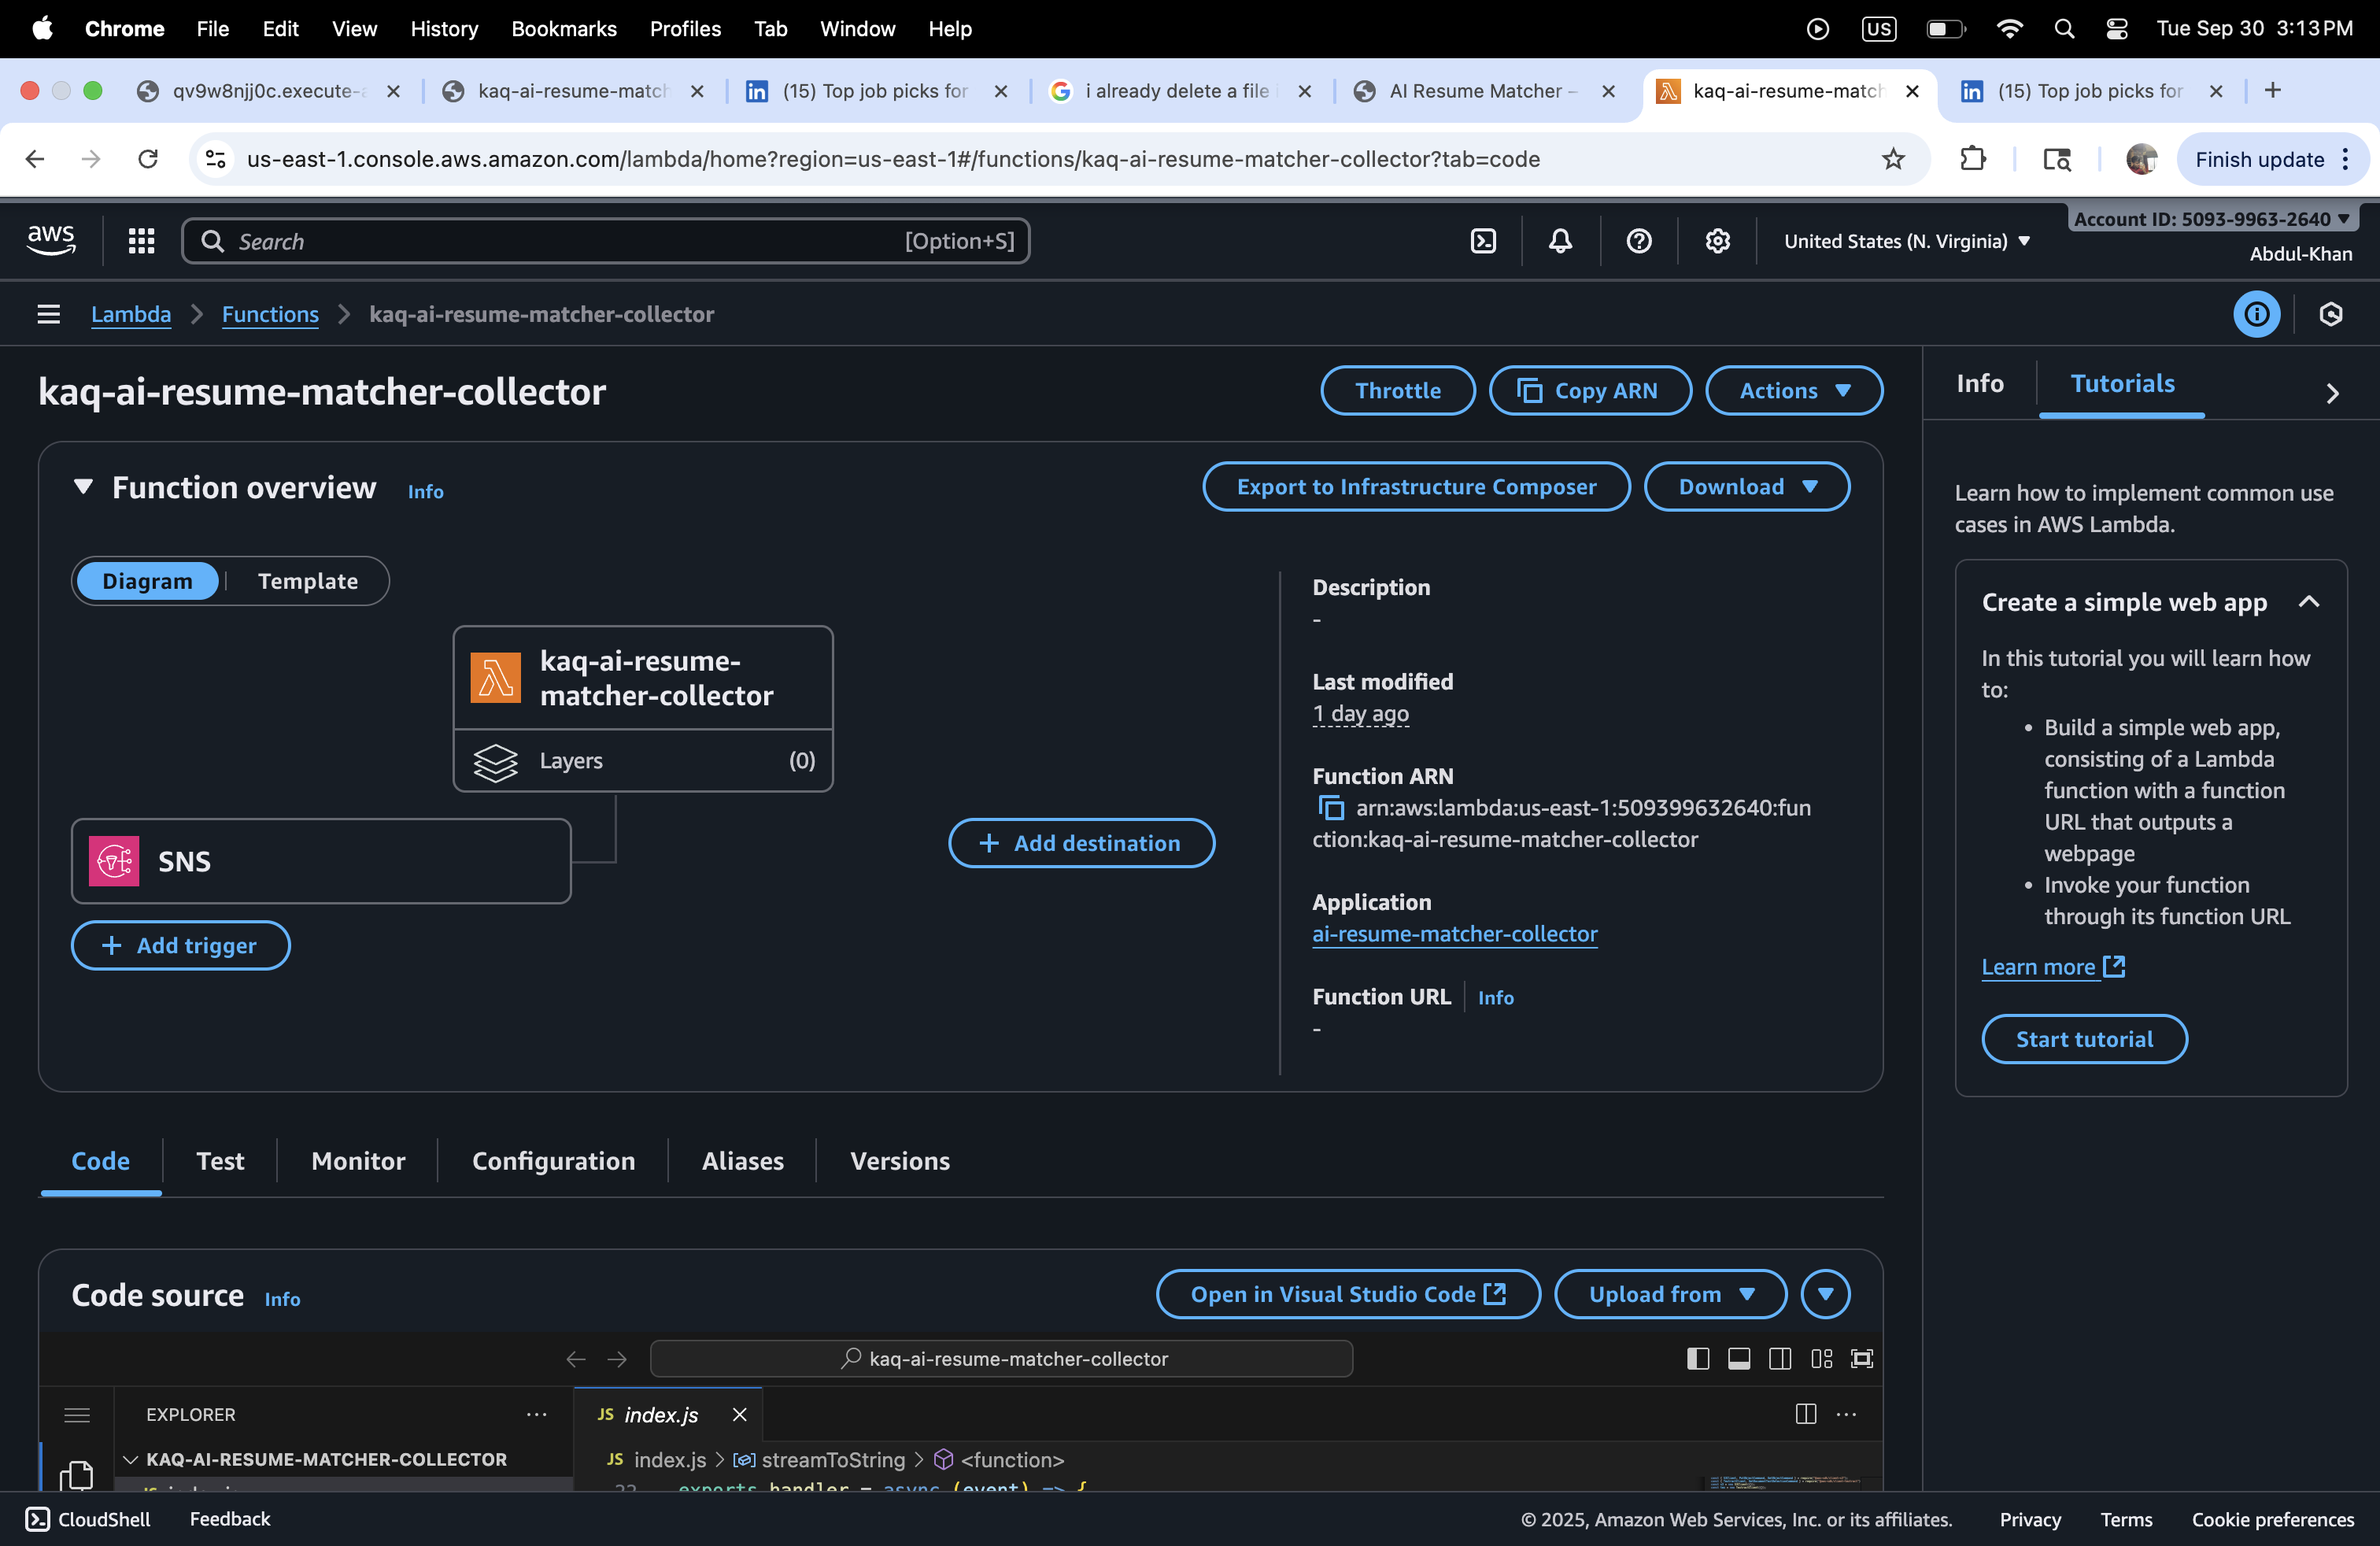 Chrome File Edit View History Bookmarks Profiles Tab Window Help US Tue Sep 30 3:13 PM
qv9w8njj0c.execute-a kaq-ai-resume-match (15) Top job picks for i already delete a file i AI Resume Matcher – kaq-ai-resume-match (15) Top job picks for
us-east-1.console.aws.amazon.com/lambda/home?region=us-east-1#/functions/kaq-ai-resume-matcher-collector?tab=code Finish update
Account ID: 5093-9963-2640
aws Search [Option+S] United States (N. Virginia)
Abdul-Khan
Lambda Functions kaq-ai-resume-matcher-collector
kaq-ai-resume-matcher-collector Throttle Copy ARN Actions
Function overview Info Export to Infrastructure Composer Download
Diagram Template
kaq-ai-resume-
matcher-collector
Layers (0)
SNS
Add destination
Add trigger
Description
-
Last modified
1 day ago
Function ARN
arn:aws:lambda:us-east-1:509399632640:fun
ction:kaq-ai-resume-matcher-collector
Application
ai-resume-matcher-collector
Function URL Info
-
Info Tutorials
Learn how to implement common use
cases in AWS Lambda.
Create a simple web app
In this tutorial you will learn how
to:
• Build a simple web app,
consisting of a Lambda
function with a function
URL that outputs a
webpage
• Invoke your function
through its function URL
Learn more
Start tutorial
Code Test Monitor Configuration Aliases Versions
Code source Info Open in Visual Studio Code Upload from
kaq-ai-resume-matcher-collector
EXPLORER ··· JS index.js ···
KAQ-AI-RESUME-MATCHER-COLLECTOR JS index.js > streamToString > <function>
exports.handler = async (event) => {
CloudShell Feedback © 2025, Amazon Web Services, Inc. or its affiliates. Privacy Terms Cookie preferences